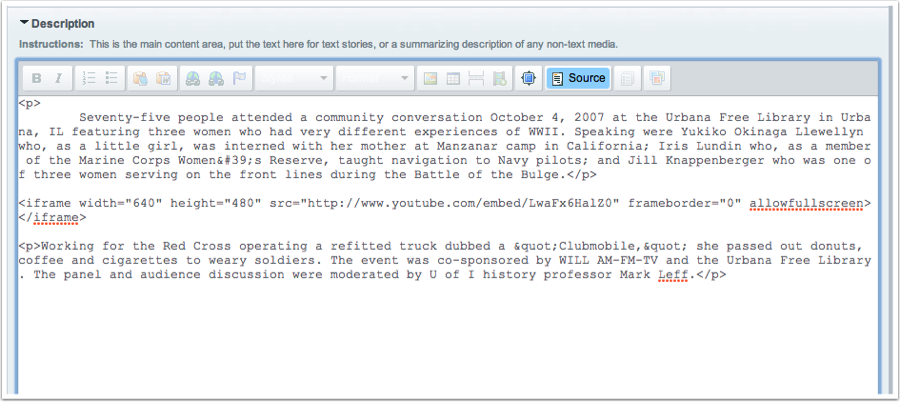 Description
Instructions: This is the main content area, put the text here for text stories, or a summarizing description of any non-text media.
B I Source
<p>
Seventy-five people attended a community conversation October 4, 2007 at the Urbana Free Library in Urba
na, IL featuring three women who had very different experiences of WWII. Speaking were Yukiko Okinaga Llewellyn
who, as a little girl, was interned with her mother at Manzanar camp in California; Iris Lundin who, as a member
of the Marine Corps Women&#39;s Reserve, taught navigation to Navy pilots; and Jill Knappenberger who was one o
f three women serving on the front lines during the Battle of the Bulge.</p>
<iframe width="640" height="480" src="http://www.youtube.com/embed/LwaFx6HalZ0" frameborder="0" allowfullscreen>
</iframe>
<p>Working for the Red Cross operating a refitted truck dubbed a &quot;Clubmobile,&quot; she passed out donuts,
coffee and cigarettes to weary soldiers. The event was co-sponsored by WILL AM-FM-TV and the Urbana Free Library
. The panel and audience discussion were moderated by U of I history professor Mark Leff.</p>